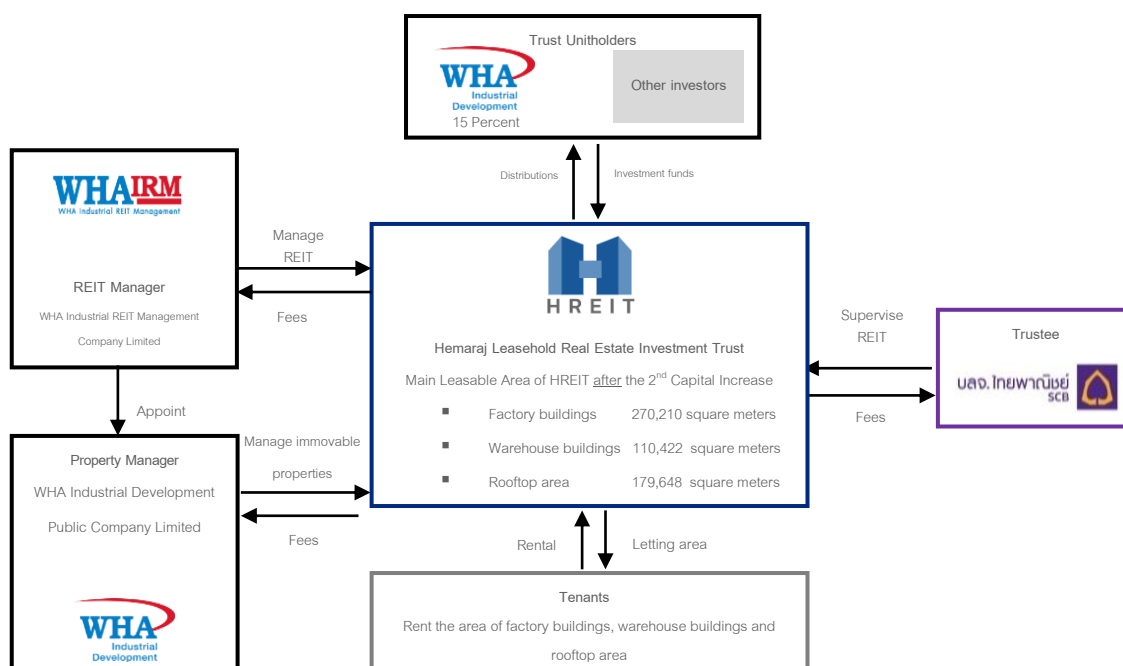 Trust Unitholders
WHA
Industrial
Development
15 Percent
Other investors
Distributions
Investment funds
WHAIRM
WHA Industrial REIT Management
REIT Manager
WHA Industrial REIT Management
Company Limited
Manage
REIT
Fees
HREIT
Hemaraj Leasehold Real Estate Investment Trust
Main Leasable Area of HREIT after the 2nd Capital Increase
▪ Factory buildings 270,210 square meters
▪ Warehouse buildings 110,422 square meters
▪ Rooftop area 179,648 square meters
Supervise
REIT
Fees
Trustee
บลจ.ไทยพาณิชย์
SCB
Appoint
Property Manager
WHA Industrial Development
Public Company Limited
WHA
Industrial
Development
Manage immovable
properties
Fees
Rental
Letting area
Tenants
Rent the area of factory buildings, warehouse buildings and
rooftop area